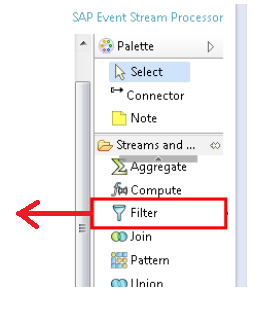 SAP Event Stream Processor
Palette
Select
Connector
Note
Streams and ...
Aggregate
Compute
Filter
Join
Pattern
Union